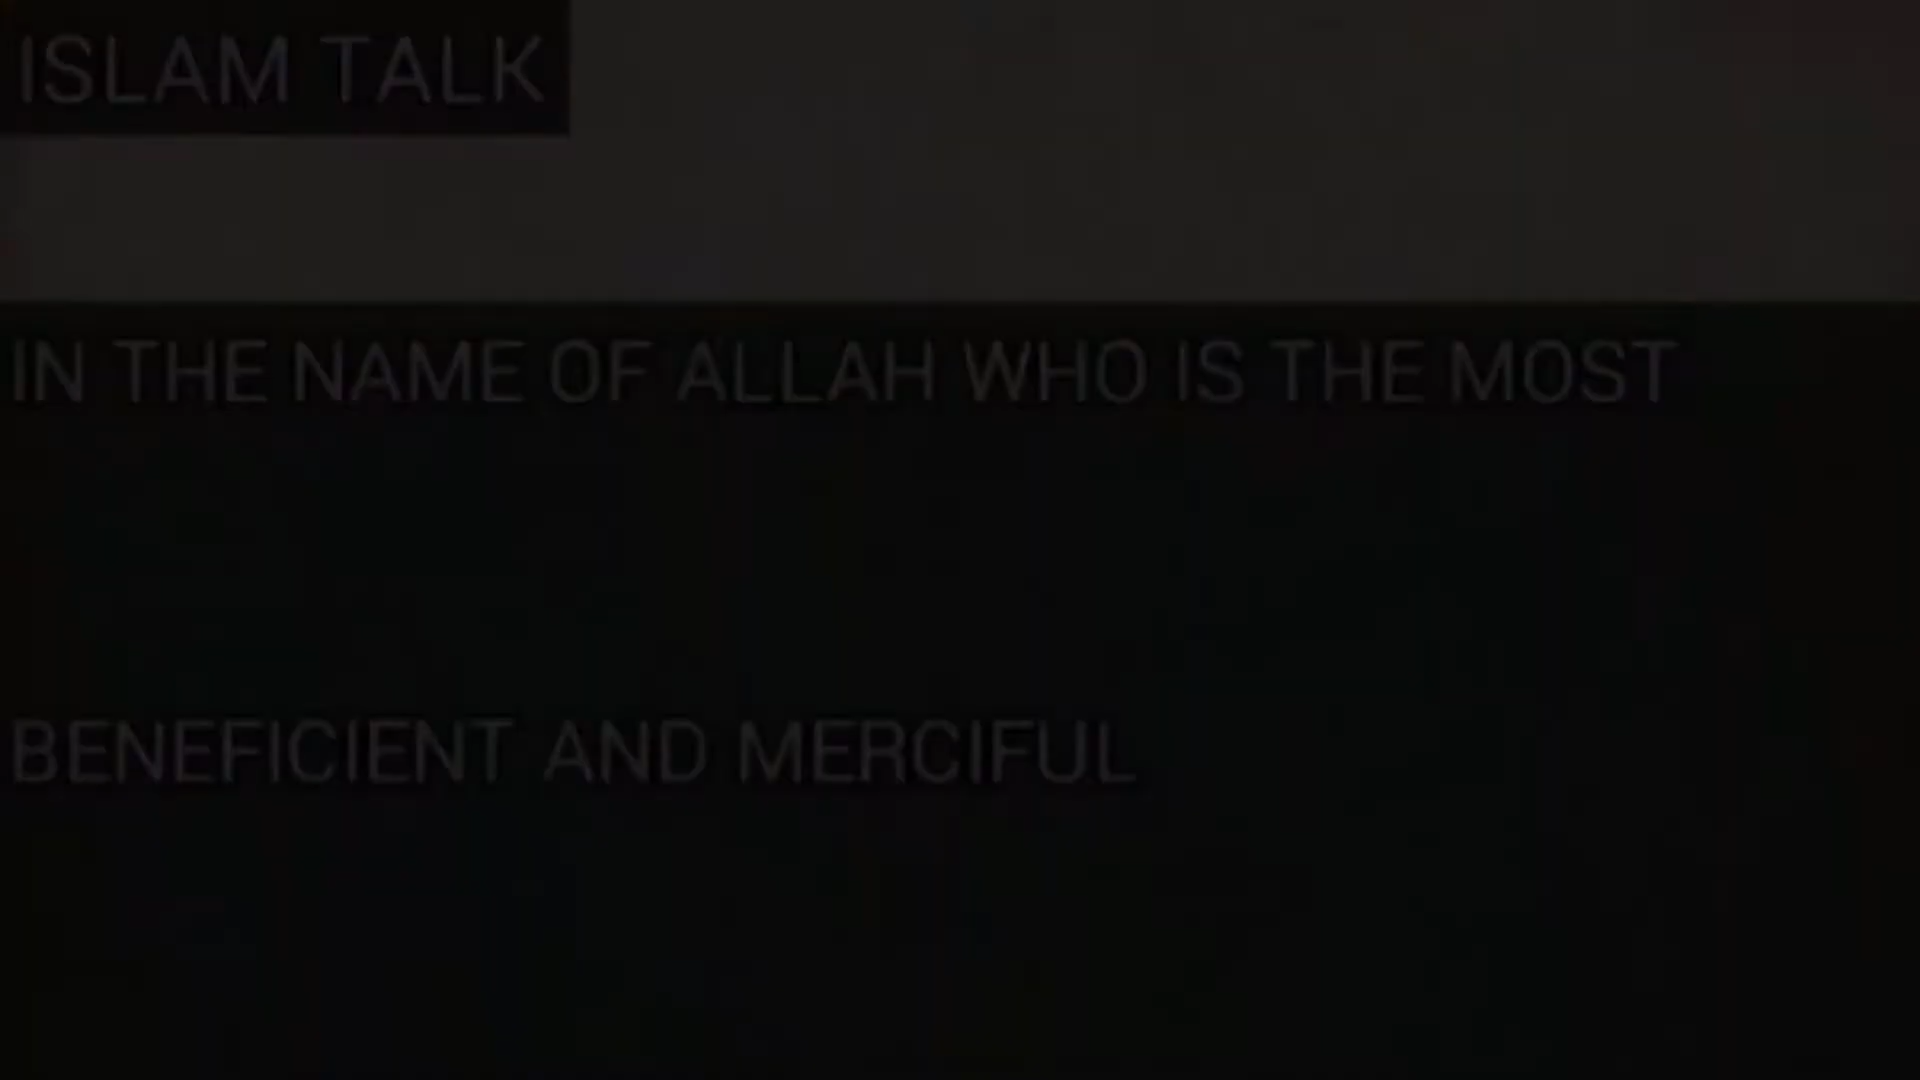 ISLAM TALK
IN THE NAME OF ALLAH WHO IS THE MOST
BENEFICIENT AND MERCIFUL